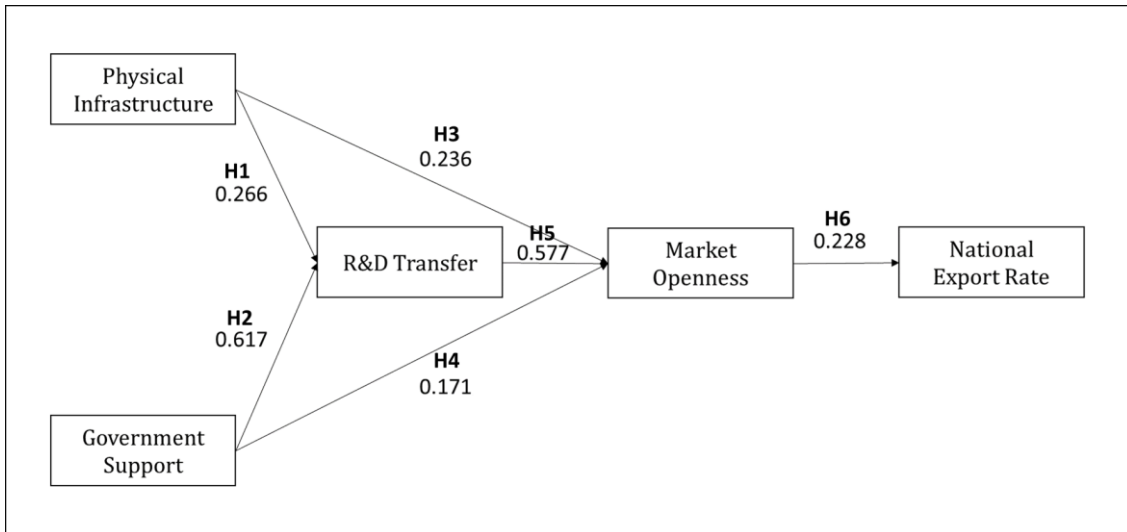 Physical
Infrastructure
H3
0.236
H1
0.266
H6
0.228
R&D Transfer
H5
0.577
Market
Openness
National
Export Rate
H2
0.617
H4
0.171
Government
Support